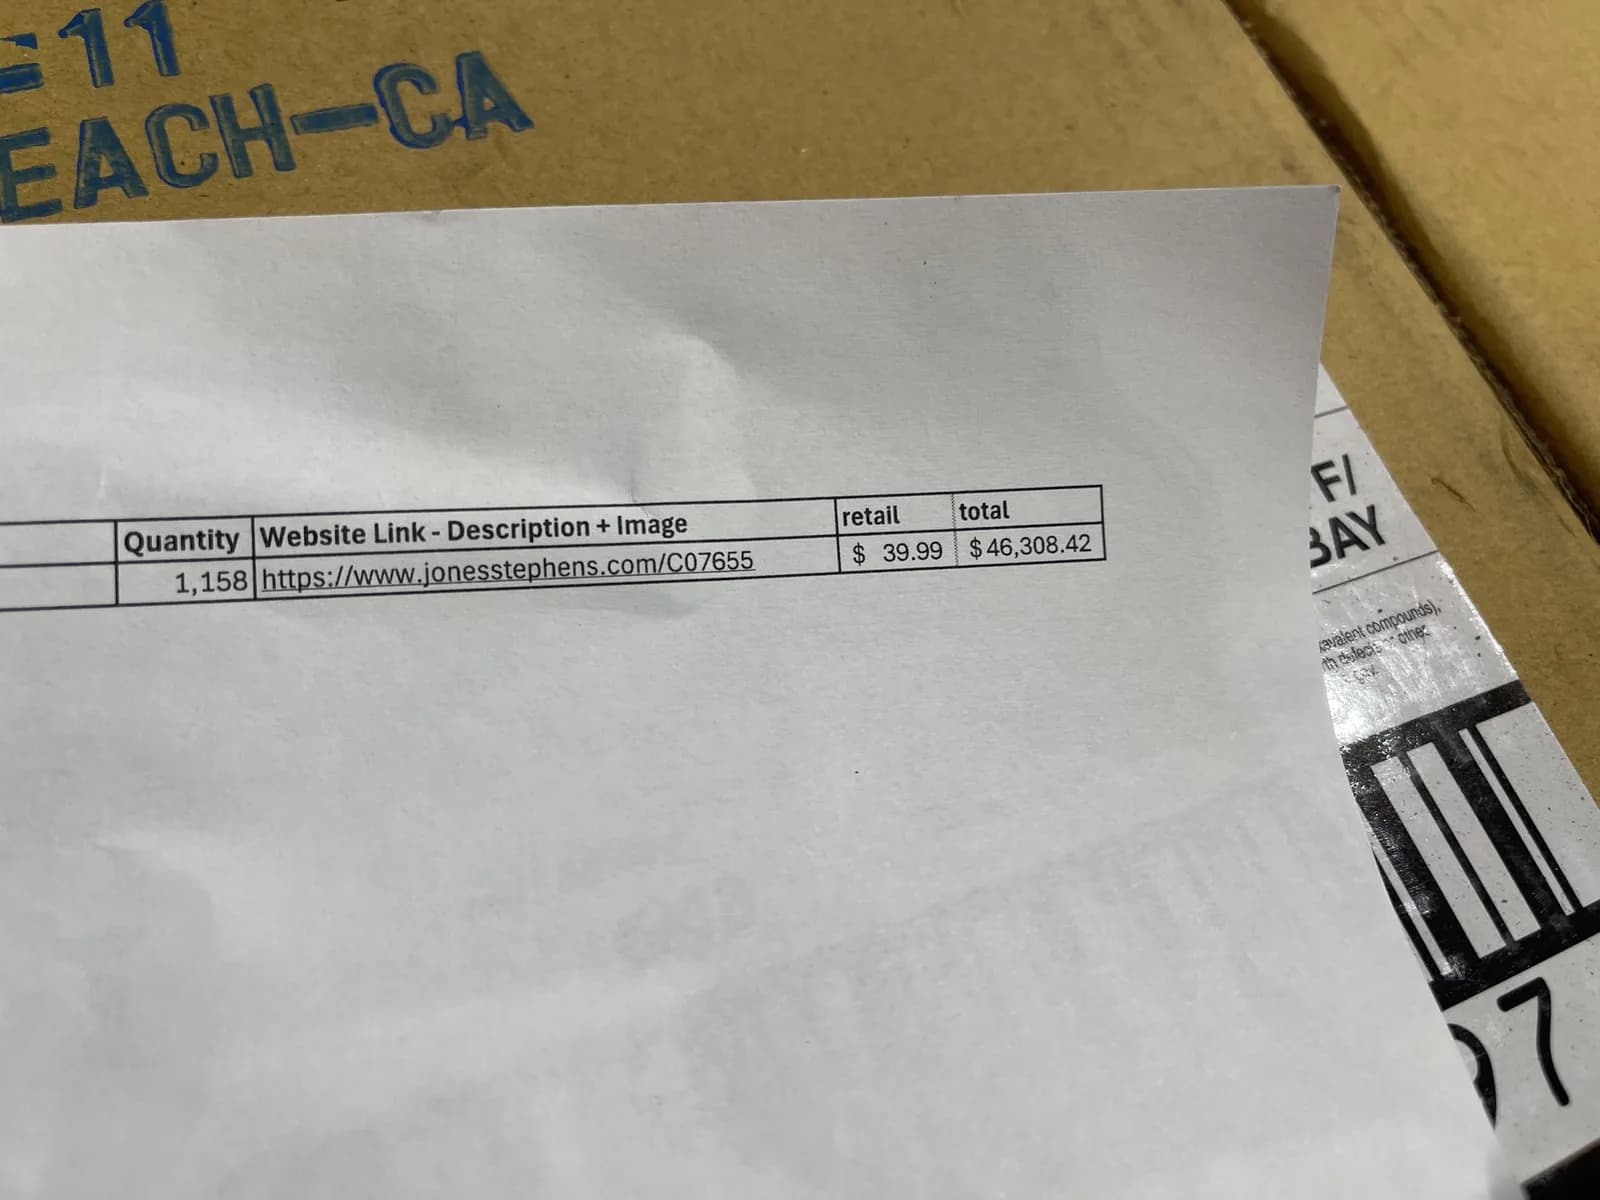 11
EACH-CA
Quantity Website Link - Description + Image retail total
1,158 https://www.jonesstephens.com/C07655 $ 39.99 $ 46,308.42
F/
BAY
compounds),
7